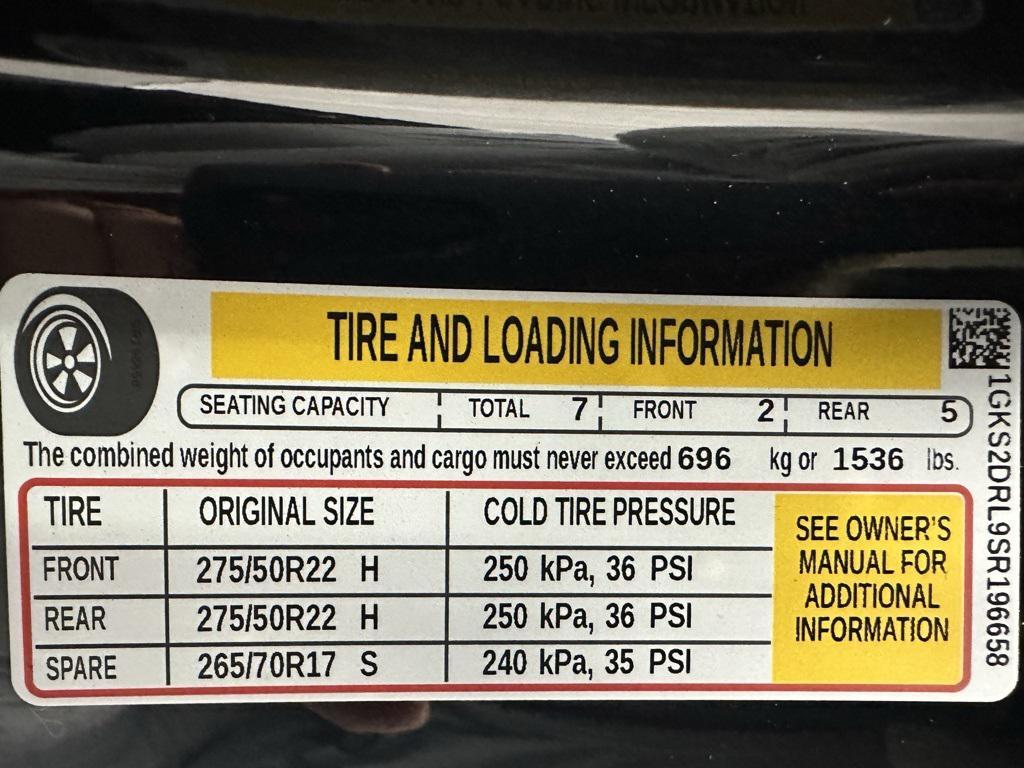 TIRE AND LOADING INFORMATION
SEATING CAPACITY TOTAL 7 FRONT 2 REAR 5
The combined weight of occupants and cargo must never exceed 696 kg or 1536 lbs.
TIRE ORIGINAL SIZE COLD TIRE PRESSURE
FRONT 275/50R22 H 250 kPa, 36 PSI
REAR 275/50R22 H 250 kPa, 36 PSI
SPARE 265/70R17 S 240 kPa, 35 PSI
SEE OWNER'S
MANUAL FOR
ADDITIONAL
INFORMATION
1GKS2DRL9SR196658